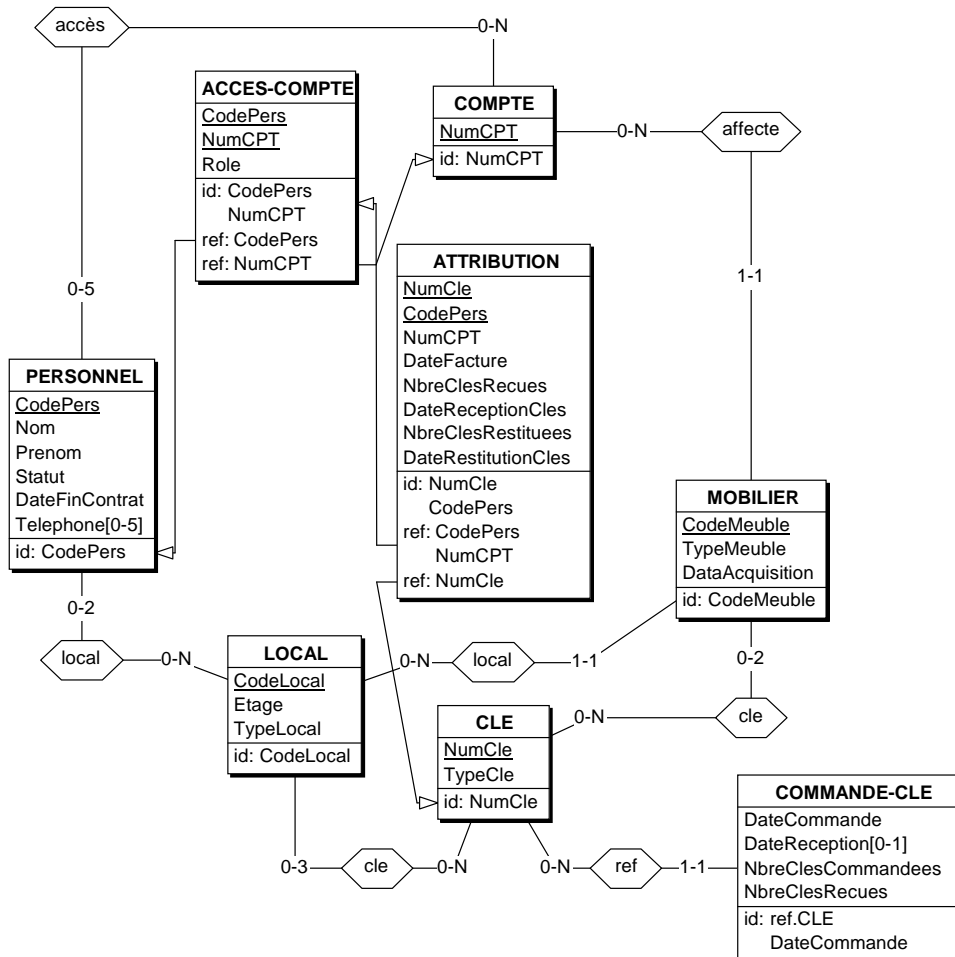 accès
0-N
ACCES-COMPTE
CodePers
NumCPT
Role
id: CodePers
NumCPT
ref: CodePers
ref: NumCPT
COMPTE
NumCPT
id: NumCPT
0-N
affecte
1-1
0-5
ATTRIBUTION
NumCle
CodePers
NumCPT
DateFacture
NbreClesRecues
DateReceptionCles
NbreClesRestituees
DateRestitutionCles
id: NumCle
CodePers
ref: CodePers
NumCPT
ref: NumCle
PERSONNEL
CodePers
Nom
Prenom
Statut
DateFinContrat
Telephone[0-5]
id: CodePers
MOBILIER
CodeMeuble
TypeMeuble
DataAcquisition
id: CodeMeuble
0-2
local
0-N
LOCAL
CodeLocal
Etage
TypeLocal
id: CodeLocal
0-N
local
1-1
0-2
cle
0-N
CLE
NumCle
TypeCle
id: NumCle
0-3
cle
0-N
0-N
ref
1-1
COMMANDE-CLE
DateCommande
DateReception[0-1]
NbreClesCommandees
NbreClesRecues
id: ref.CLE
DateCommande